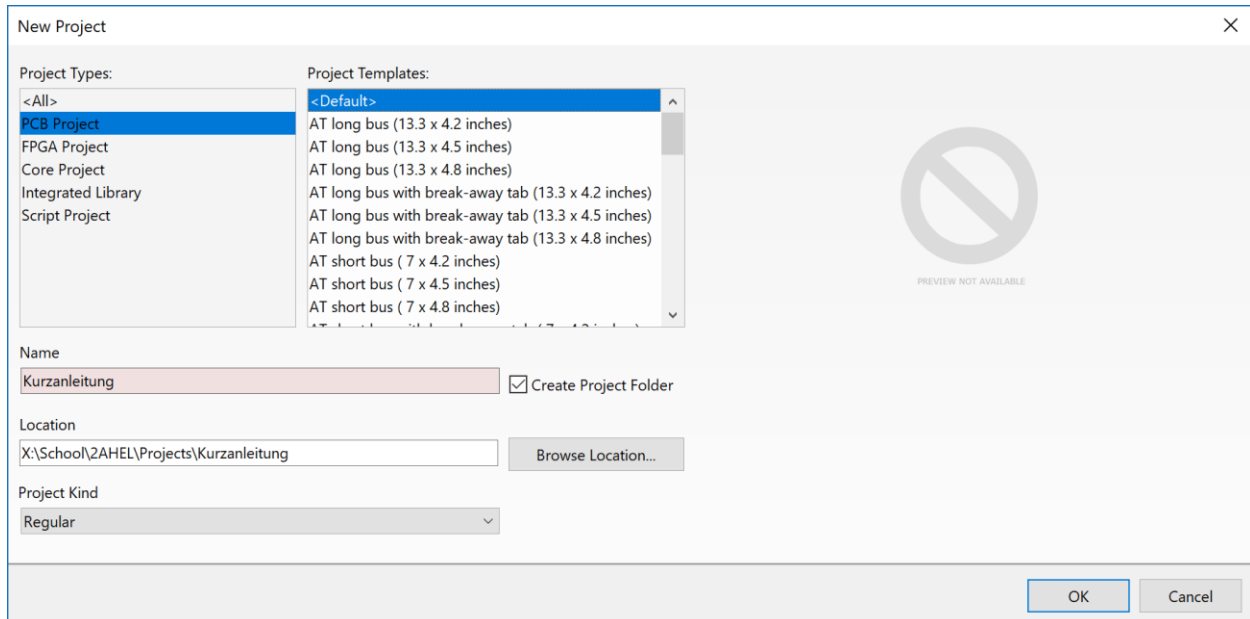 New Project
Project Types:
<All>
PCB Project
FPGA Project
Core Project
Integrated Library
Script Project
Project Templates:
<Default>
AT long bus (13.3 x 4.2 inches)
AT long bus (13.3 x 4.5 inches)
AT long bus (13.3 x 4.8 inches)
AT long bus with break-away tab (13.3 x 4.2 inches)
AT long bus with break-away tab (13.3 x 4.5 inches)
AT long bus with break-away tab (13.3 x 4.8 inches)
AT short bus ( 7 x 4.2 inches)
AT short bus ( 7 x 4.5 inches)
AT short bus ( 7 x 4.8 inches)
PREVIEW NOT AVAILABLE
Name
Kurzanleitung
Create Project Folder
Location
X:\School\2AHEL\Projects\Kurzanleitung
Browse Location...
Project Kind
Regular
OK
Cancel